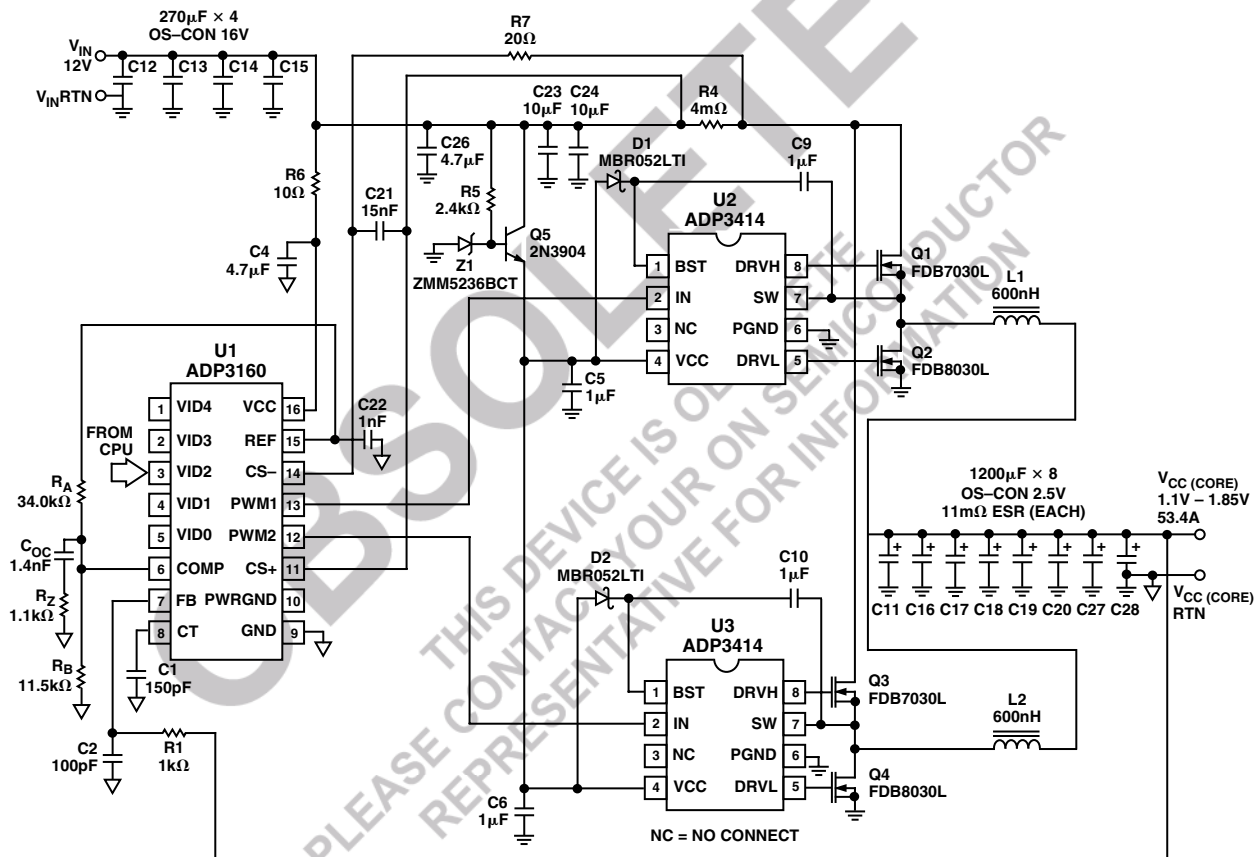 270μF × 4
OS–CON 16V
VIN
12V
VINRTN
C12
C13
C14
C15
R7
20Ω
C23
10μF
C24
10μF
R4
4mΩ
C26
4.7μF
D1
MBR052LTI
C9
1μF
R6
10Ω
C21
15nF
R5
2.4kΩ
U2
ADP3414
C4
4.7μF
Z1
ZMM5236BCT
Q5
2N3904
1 BST DRVH 8
2 IN SW 7
3 NC PGND 6
4 VCC DRVL 5
Q1
FDB7030L
L1
600nH
Q2
FDB8030L
C5
1μF
U1
ADP3160
C22
1nF
FROM
CPU
1 VID4 VCC 16
2 VID3 REF 15
3 VID2 CS– 14
4 VID1 PWM1 13
5 VID0 PWM2 12
6 COMP CS+ 11
7 FB PWRGND 10
8 CT GND 9
RA
34.0kΩ
COC
1.4nF
RZ
1.1kΩ
RB
11.5kΩ
C1
150pF
C2
100pF
R1
1kΩ
1200μF × 8
OS–CON 2.5V
11mΩ ESR (EACH)
VCC (CORE)
1.1V – 1.85V
53.4A
VCC (CORE)
RTN
+ + + + + + + +
C11 C16 C17 C18 C19 C20 C27 C28
D2
MBR052LTI
C10
1μF
U3
ADP3414
1 BST DRVH 8
2 IN SW 7
3 NC PGND 6
4 VCC DRVL 5
Q3
FDB7030L
L2
600nH
Q4
FDB8030L
C6
1μF
NC = NO CONNECT
OBSOLETE
THIS DEVICE IS OBSOLETE
PLEASE CONTACT YOUR ON SEMICONDUCTOR
REPRESENTATIVE FOR INFORMATION